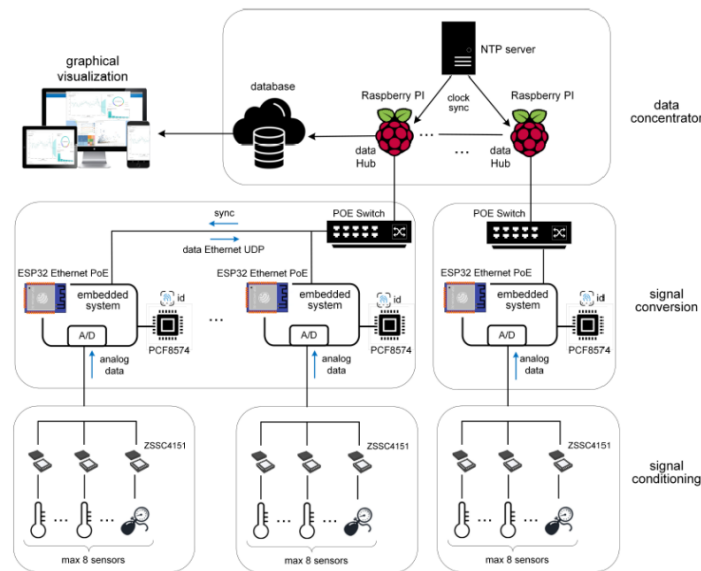 NTP server
graphical
visualization
database
Raspberry PI
clock
sync
Raspberry PI
data
concentrator
data
Hub
...
...
data
Hub
POE Switch
POE Switch
sync
data Ethernet UDP
ESP32 Ethernet PoE
embedded
system
id
A/D
PCF8574
analog
data
...
ESP32 Ethernet PoE
embedded
system
id
A/D
PCF8574
analog
data
ESP32 Ethernet PoE
embedded
system
id
A/D
PCF8574
analog
data
signal
conversion
ZSSC4151
... ...
max 8 sensors
ZSSC4151
... ...
max 8 sensors
ZSSC4151
... ...
max 8 sensors
signal
conditioning